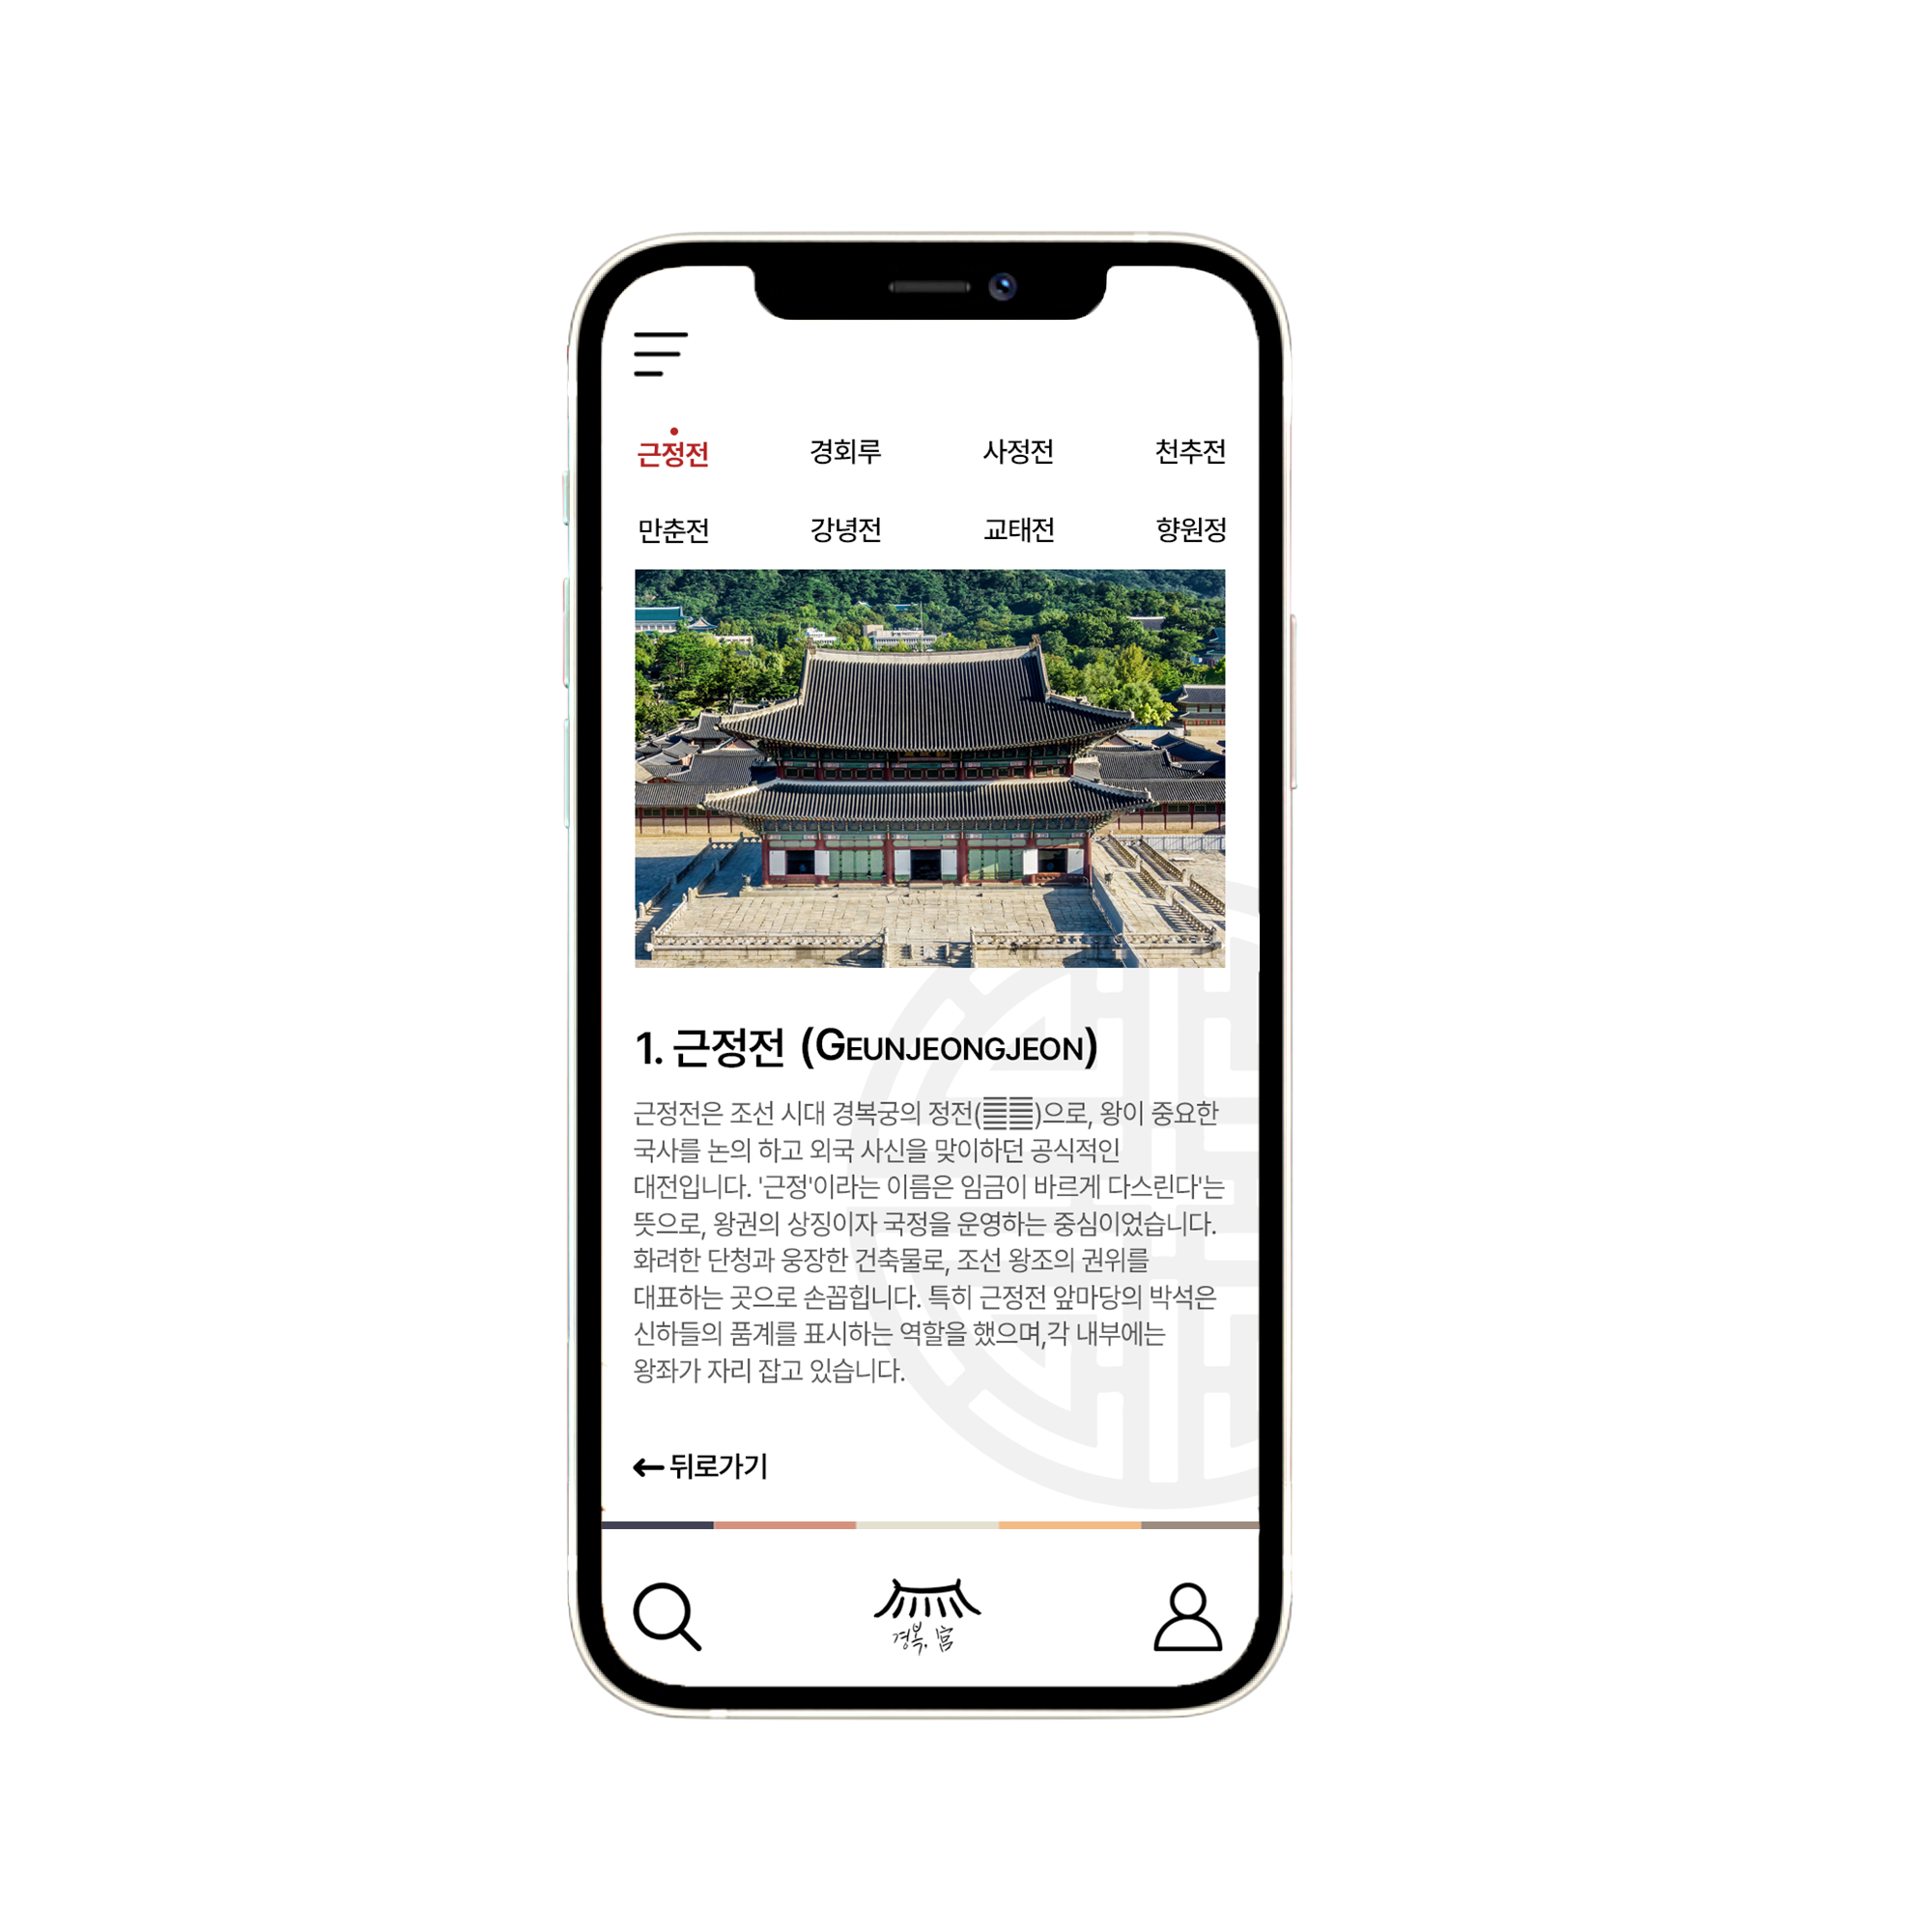 근정전 경회루 사정전 천추전
만춘전 강녕전 교태전 향원정
1. 근정전 (GEUNJEONGJEON)
근정전은 조선 시대 경복궁의 정전( )으로, 왕이 중요한
국사를 논의 하고 외국 사신을 맞이하던 공식적인
대전입니다. '근정'이라는 이름은 임금이 바르게 다스린다'는
뜻으로, 왕권의 상징이자 국정을 운영하는 중심이었습니다.
화려한 단청과 웅장한 건축물로, 조선 왕조의 권위를
대표하는 곳으로 손꼽힙니다. 특히 근정전 앞마당의 박석은
신하들의 품계를 표시하는 역할을 했으며,각 내부에는
왕좌가 자리 잡고 있습니다.
←뒤로가기
경복, 宮